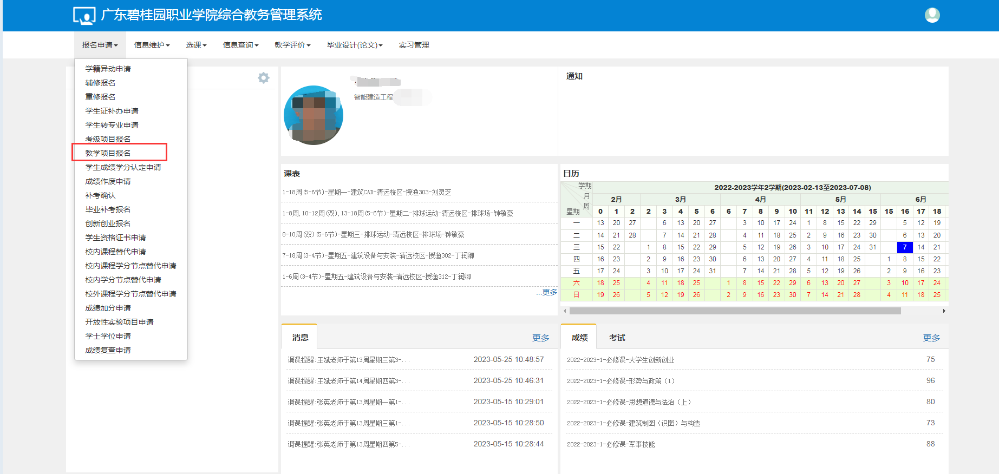 广东碧桂园职业学院综合教务管理系统
报名申请 信息维护 选课 信息查询 教学评价 毕业设计(论文) 实习管理
学籍异动申请
辅修报名
重修报名
学生证补办申请
学生转专业申请
考级项目报名
教学项目报名
学生成绩学分认定申请
成绩作废申请
补考确认
毕业补考报名
创新创业报名
学生资格证书申请
校内课程替代申请
校内课程学分节点替代申请
校内学分节点替代申请
校外课程学分节点替代申请
成绩加分申请
开放性实验项目申请
学士学位申请
成绩复查申请
智能建造工程
通知
课表
1-18周(5-6节)-星期一-建筑CAD-清远校区-授渔303-刘灵芝
1-8周,10-12周(双),13-18周(5-6节)-星期二-排球运动-清远校区-排球场-钟敏豪
8-10周(双)(5-6节)-星期三-排球运动-清远校区-排球场-钟敏豪
7-18周(3-4节)-星期五-建筑设备与安装-清远校区-授渔302-丁润卿
1-6周(3-4节)-星期五-建筑设备与安装-清远校区-授渔312-丁润卿
...更多
日历
学期 2022-2023学年2学期(2023-02-13至2023-07-08)
月 2月 3月 4月 5月 6月
周
星期 0 1 2 2 3 4 5 6 6 7 8 9 10 11 12 13 14 15 15 16 17 18
一 13 20 27 6 13 20 27 3 10 17 24 1 8 15 22 29 5 12 19
二 14 21 28 7 14 21 28 4 11 18 25 2 9 16 23 30 6 13 20
三 15 22 1 8 15 22 29 5 12 19 26 3 10 17 24 31 7 14 21
四 16 23 2 9 16 23 30 6 13 20 27 4 11 18 25 1 8 15 22
五 17 24 3 10 17 24 31 7 14 21 28 5 12 19 26 2 9 16 23
六 18 25 4 11 18 25 1 8 15 22 29 6 13 20 27 3 10 17 24
日 19 26 5 12 19 26 2 9 16 23 30 7 14 21 28 4 11 18 25
消息 更多
调课提醒:王斌老师于第13周星期三第3-... 2023-05-25 10:48:57
调课提醒:王斌老师于第14周星期四第3-... 2023-05-25 10:46:31
调课提醒:张英老师于第13周星期一第1-... 2023-05-15 10:29:01
调课提醒:张英老师于第13周星期三第1-... 2023-05-15 10:28:50
调课提醒:张英老师于第13周星期四第5-... 2023-05-15 10:28:44
成绩 考试 更多
2022-2023-1-必修课-大学生创新创业 75
2022-2023-1-必修课-形势与政策（1） 96
2022-2023-1-必修课-思想道德与法治（上） 80
2022-2023-1-必修课-建筑制图（识图）与构造 73
2022-2023-1-必修课-军事技能 88